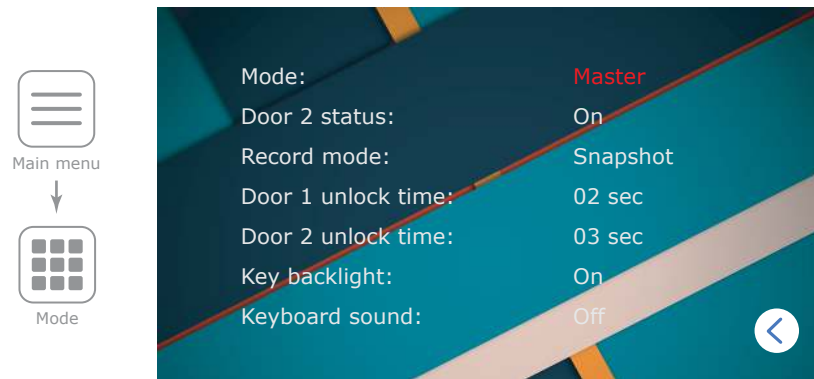 Main menu
Mode
Mode: Master
Door 2 status: On
Record mode: Snapshot
Door 1 unlock time: 02 sec
Door 2 unlock time: 03 sec
Key backlight: On
Keyboard sound: Off